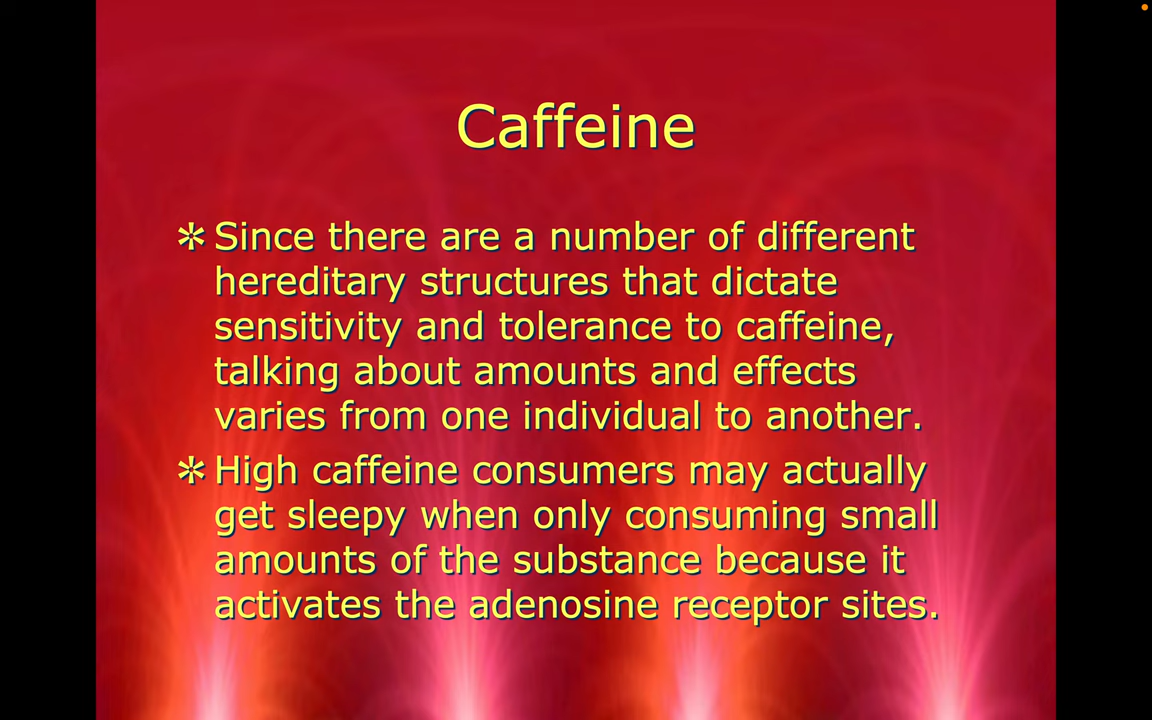 Caffeine
✲ Since there are a number of different
hereditary structures that dictate
sensitivity and tolerance to caffeine,
talking about amounts and effects
varies from one individual to another.
✲ High caffeine consumers may actually
get sleepy when only consuming small
amounts of the substance because it
activates the adenosine receptor sites.